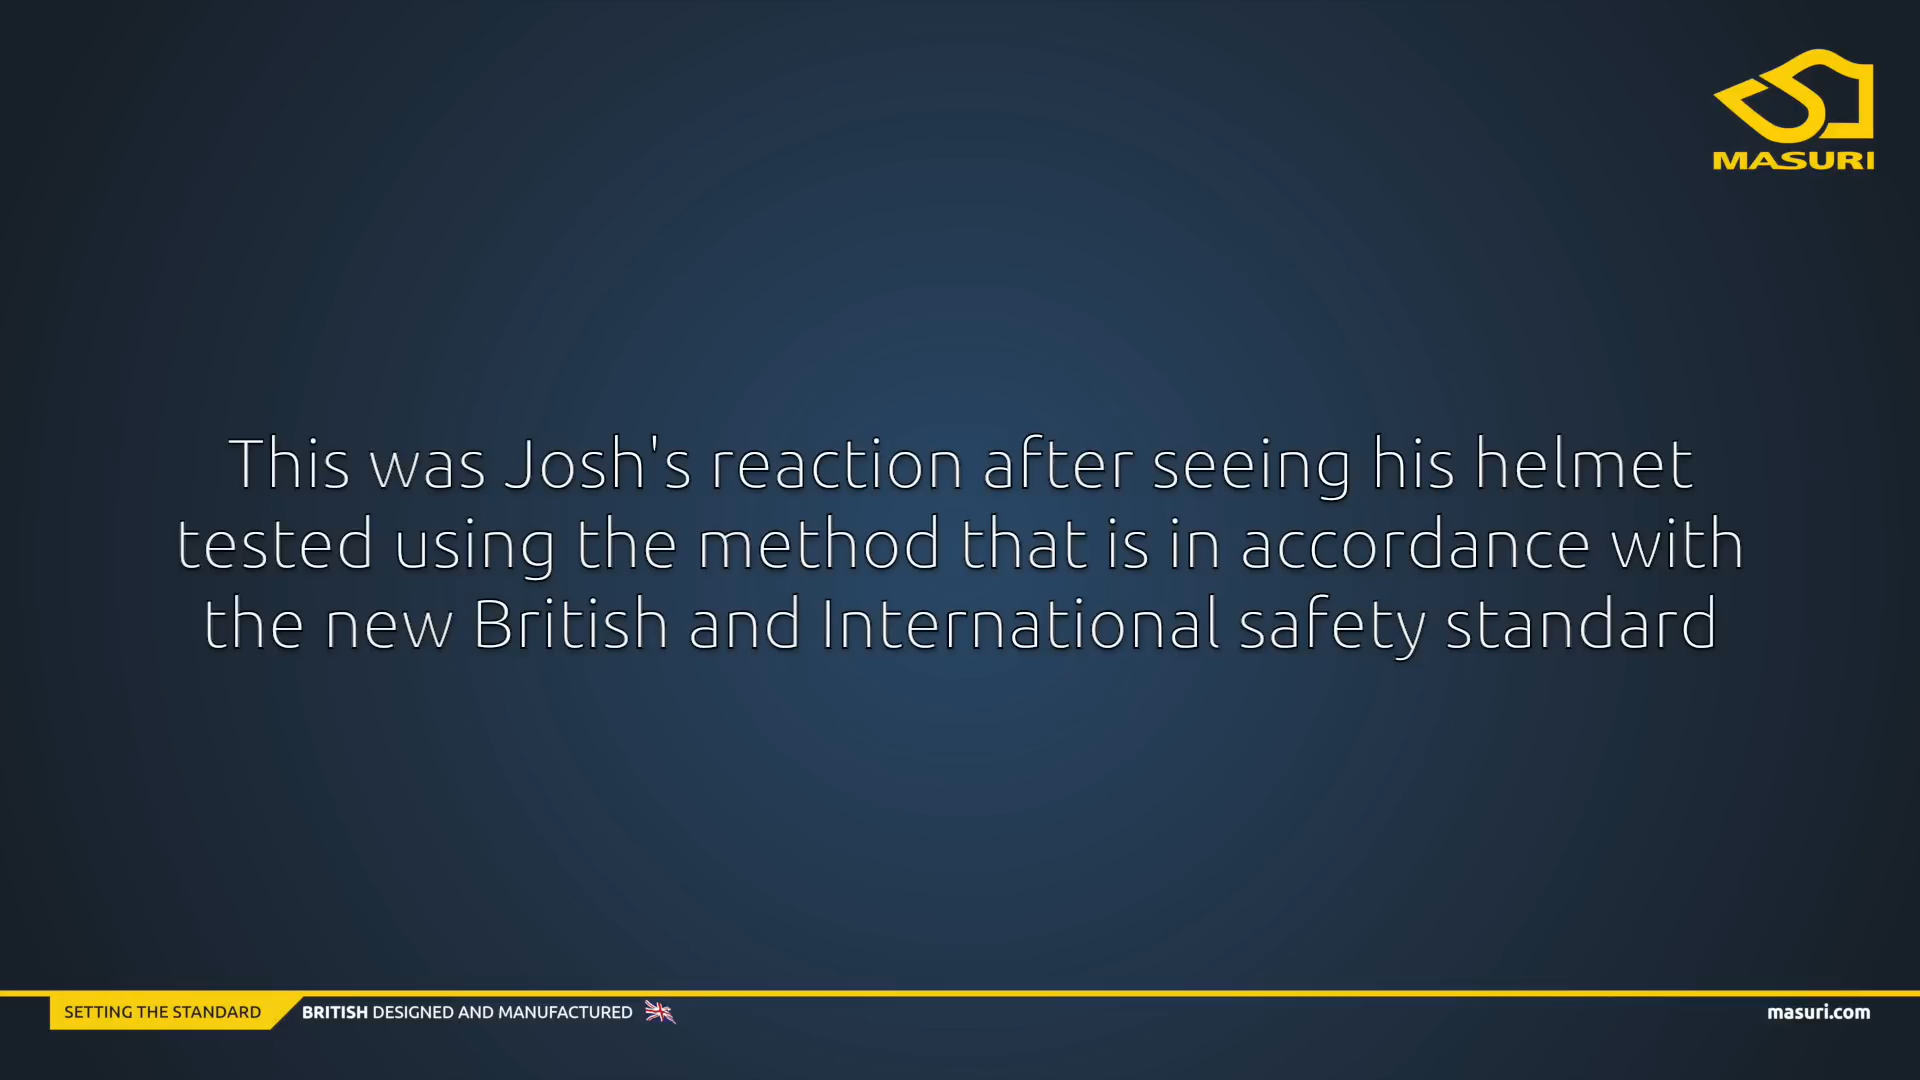 MASURI
This was Josh's reaction after seeing his helmet
tested using the method that is in accordance with
the new British and International safety standard
SETTING THE STANDARD
BRITISH DESIGNED AND MANUFACTURED
masuri.com